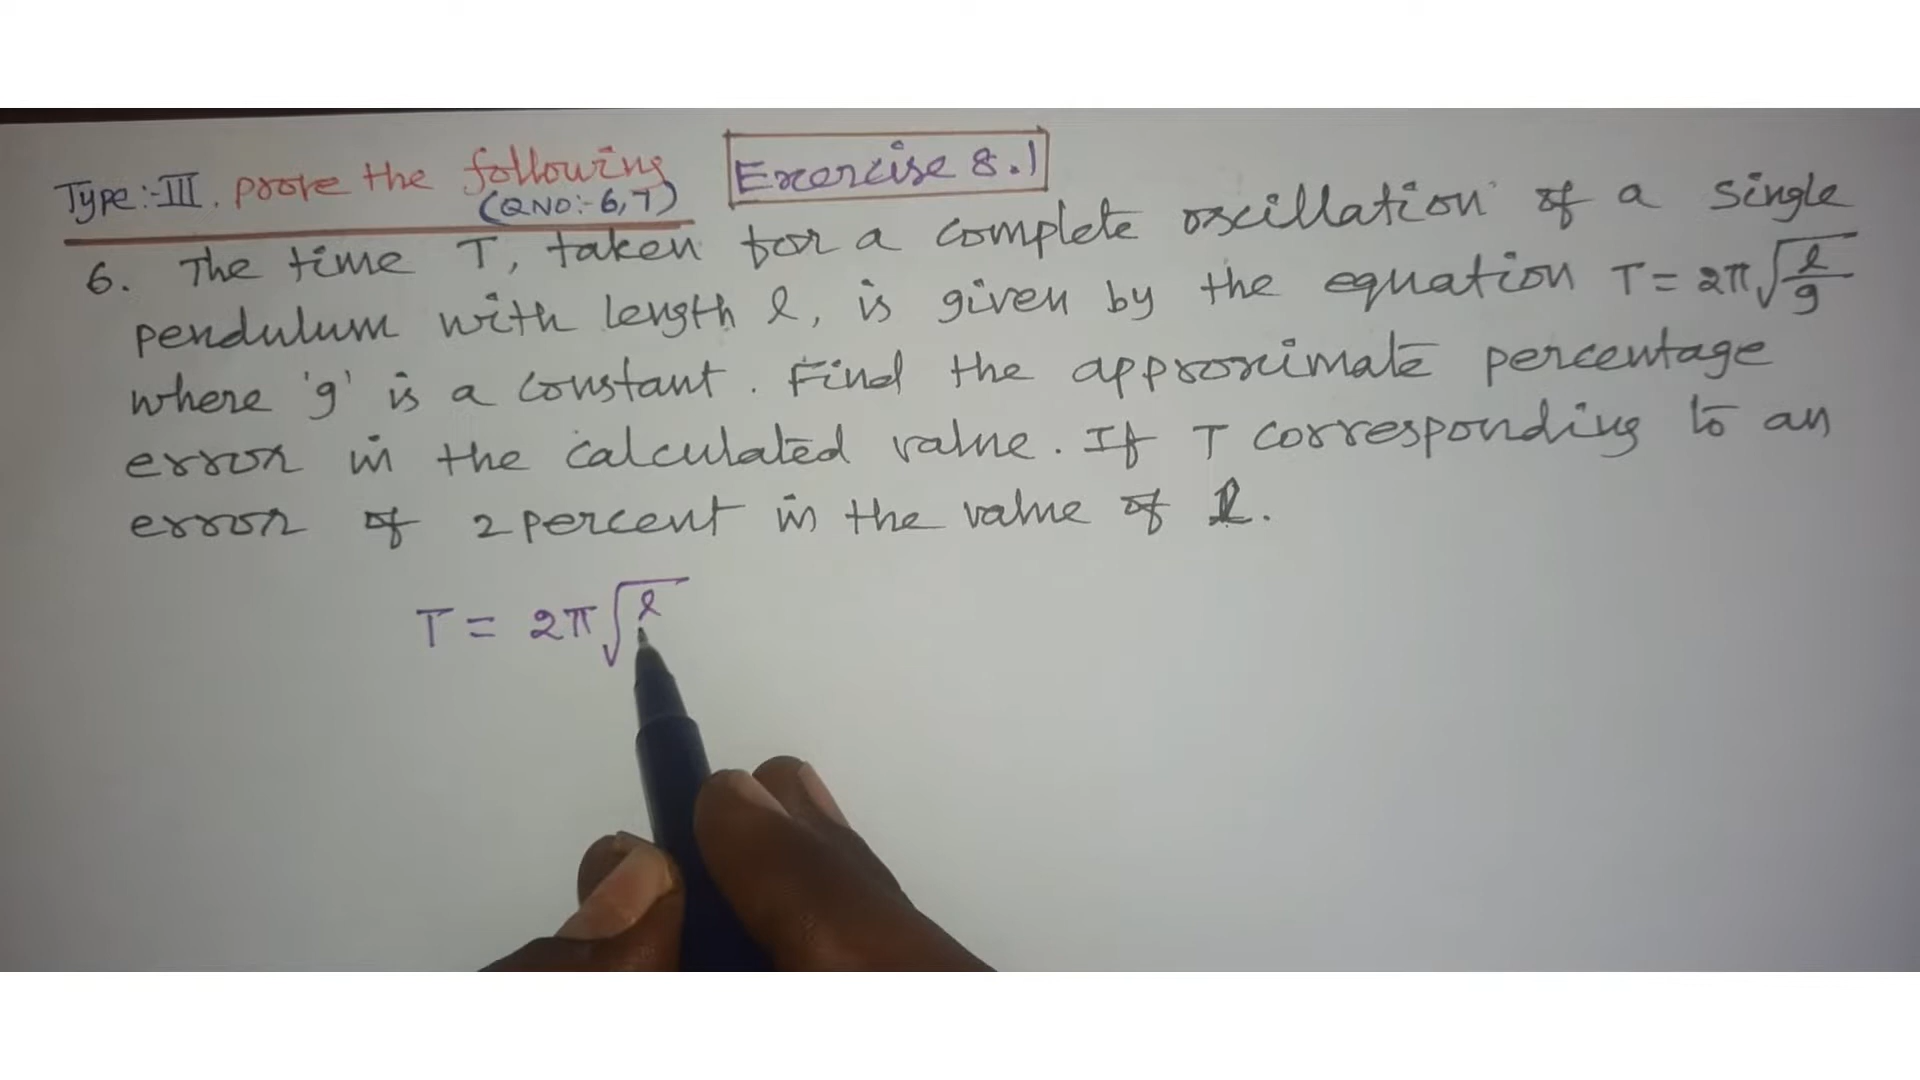 Type:-III. prove the following
(QNO:-6,7)
Exercise 8.1
6. The time T, taken for a complete oscillation of a single
pendulum with length l, is given by the equation T = 2π√(l/g)
where 'g' is a constant. Find the approximate percentage
error in the calculated value. If T corresponding to an
error of 2 percent in the value of l.
T = 2π√l